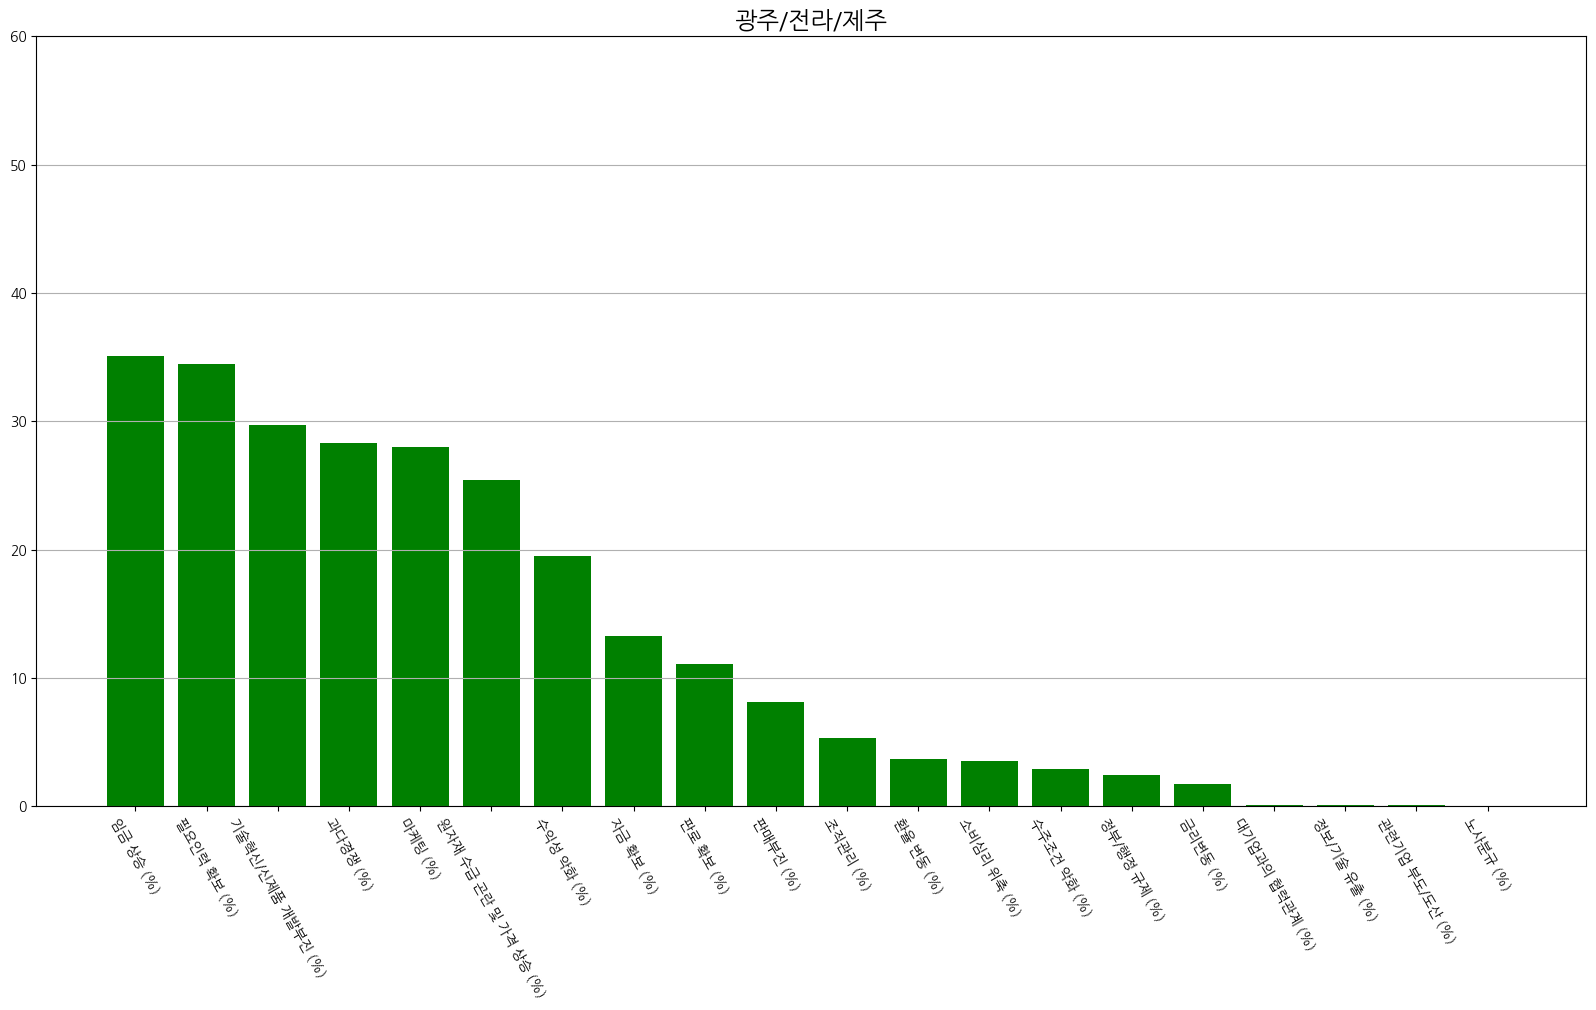 광주/전라/제주
60
50
40
30
20
10
0
임금 상승 (%)
필요인력 확보 (%)
기술혁신/신제품 개발부진 (%)
과다경쟁 (%)
마케팅 (%)
원자재 수급 곤란 및 가격 상승 (%)
수익성 악화 (%)
자금 확보 (%)
판로 확보 (%)
판매부진 (%)
조직관리 (%)
환율 변동 (%)
소비심리 위축 (%)
수주조건 악화 (%)
정부/행정 규제 (%)
금리변동 (%)
대기업과의 협력관계 (%)
정보/기술 유출 (%)
관련기업 부도/도산 (%)
노사분규 (%)